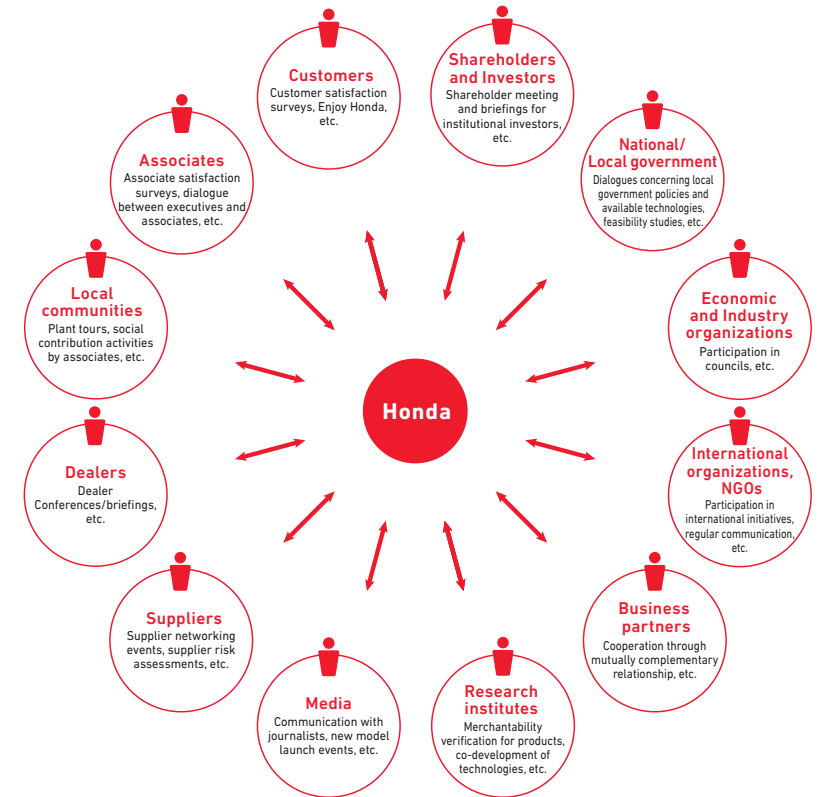 Customers
Customer satisfaction
surveys, Enjoy Honda,
etc.
Shareholders
and Investors
Shareholder meeting
and briefings for
institutional investors,
etc.
National/
Local government
Dialogues concerning local
government policies and
available technologies,
feasibility studies, etc.
Economic
and Industry
organizations
Participation in
councils, etc.
International
organizations,
NGOs
Participation in
international initiatives,
regular communication,
etc.
Business
partners
Cooperation through
mutually complementary
relationship, etc.
Research
institutes
Merchantability
verification for products,
co-development of
technologies, etc.
Media
Communication with
journalists, new model
launch events, etc.
Suppliers
Supplier networking
events, supplier risk
assessments, etc.
Dealers
Dealer
Conferences/briefings,
etc.
Local
communities
Plant tours, social
contribution activities
by associates, etc.
Associates
Associate satisfaction
surveys, dialogue
between executives and
associates, etc.
Honda